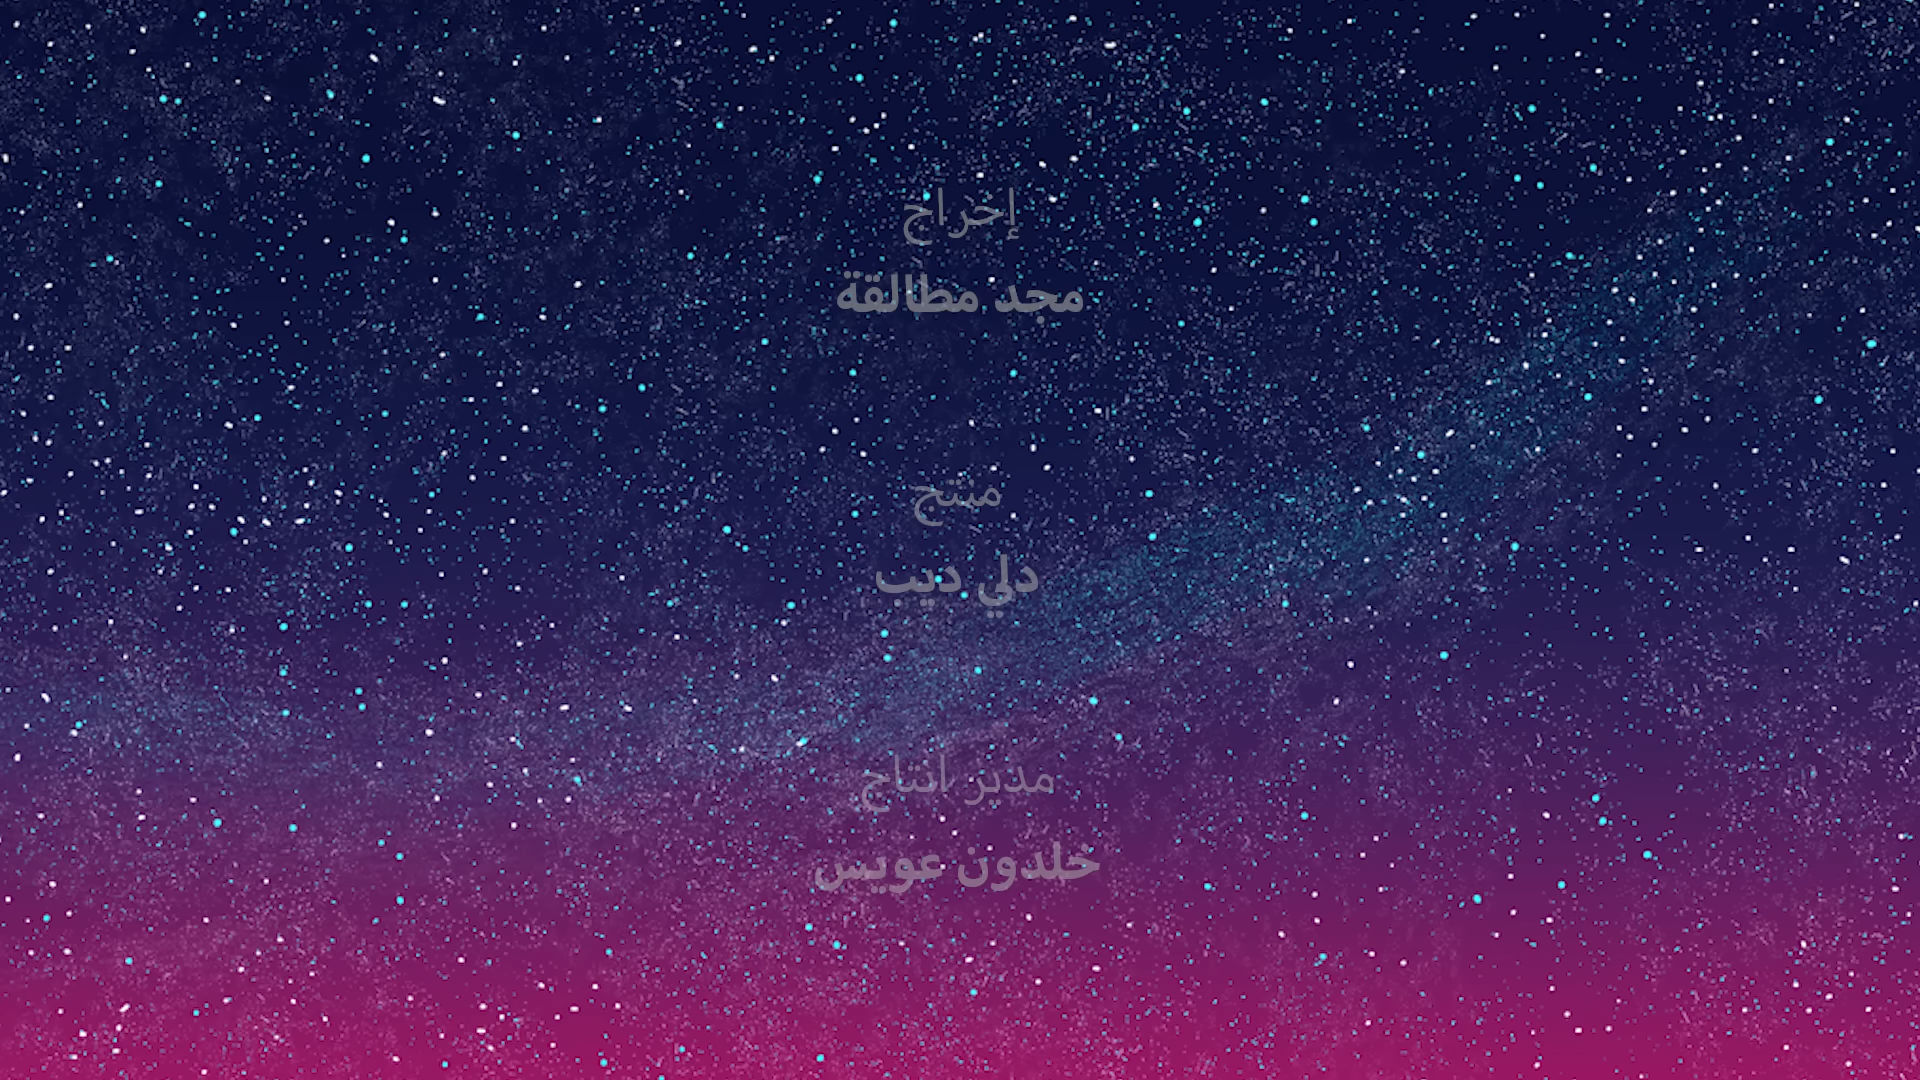 إخراج
مجد مطالقة
منتج
دلي ديب
مدير انتاج
خلدون عويس